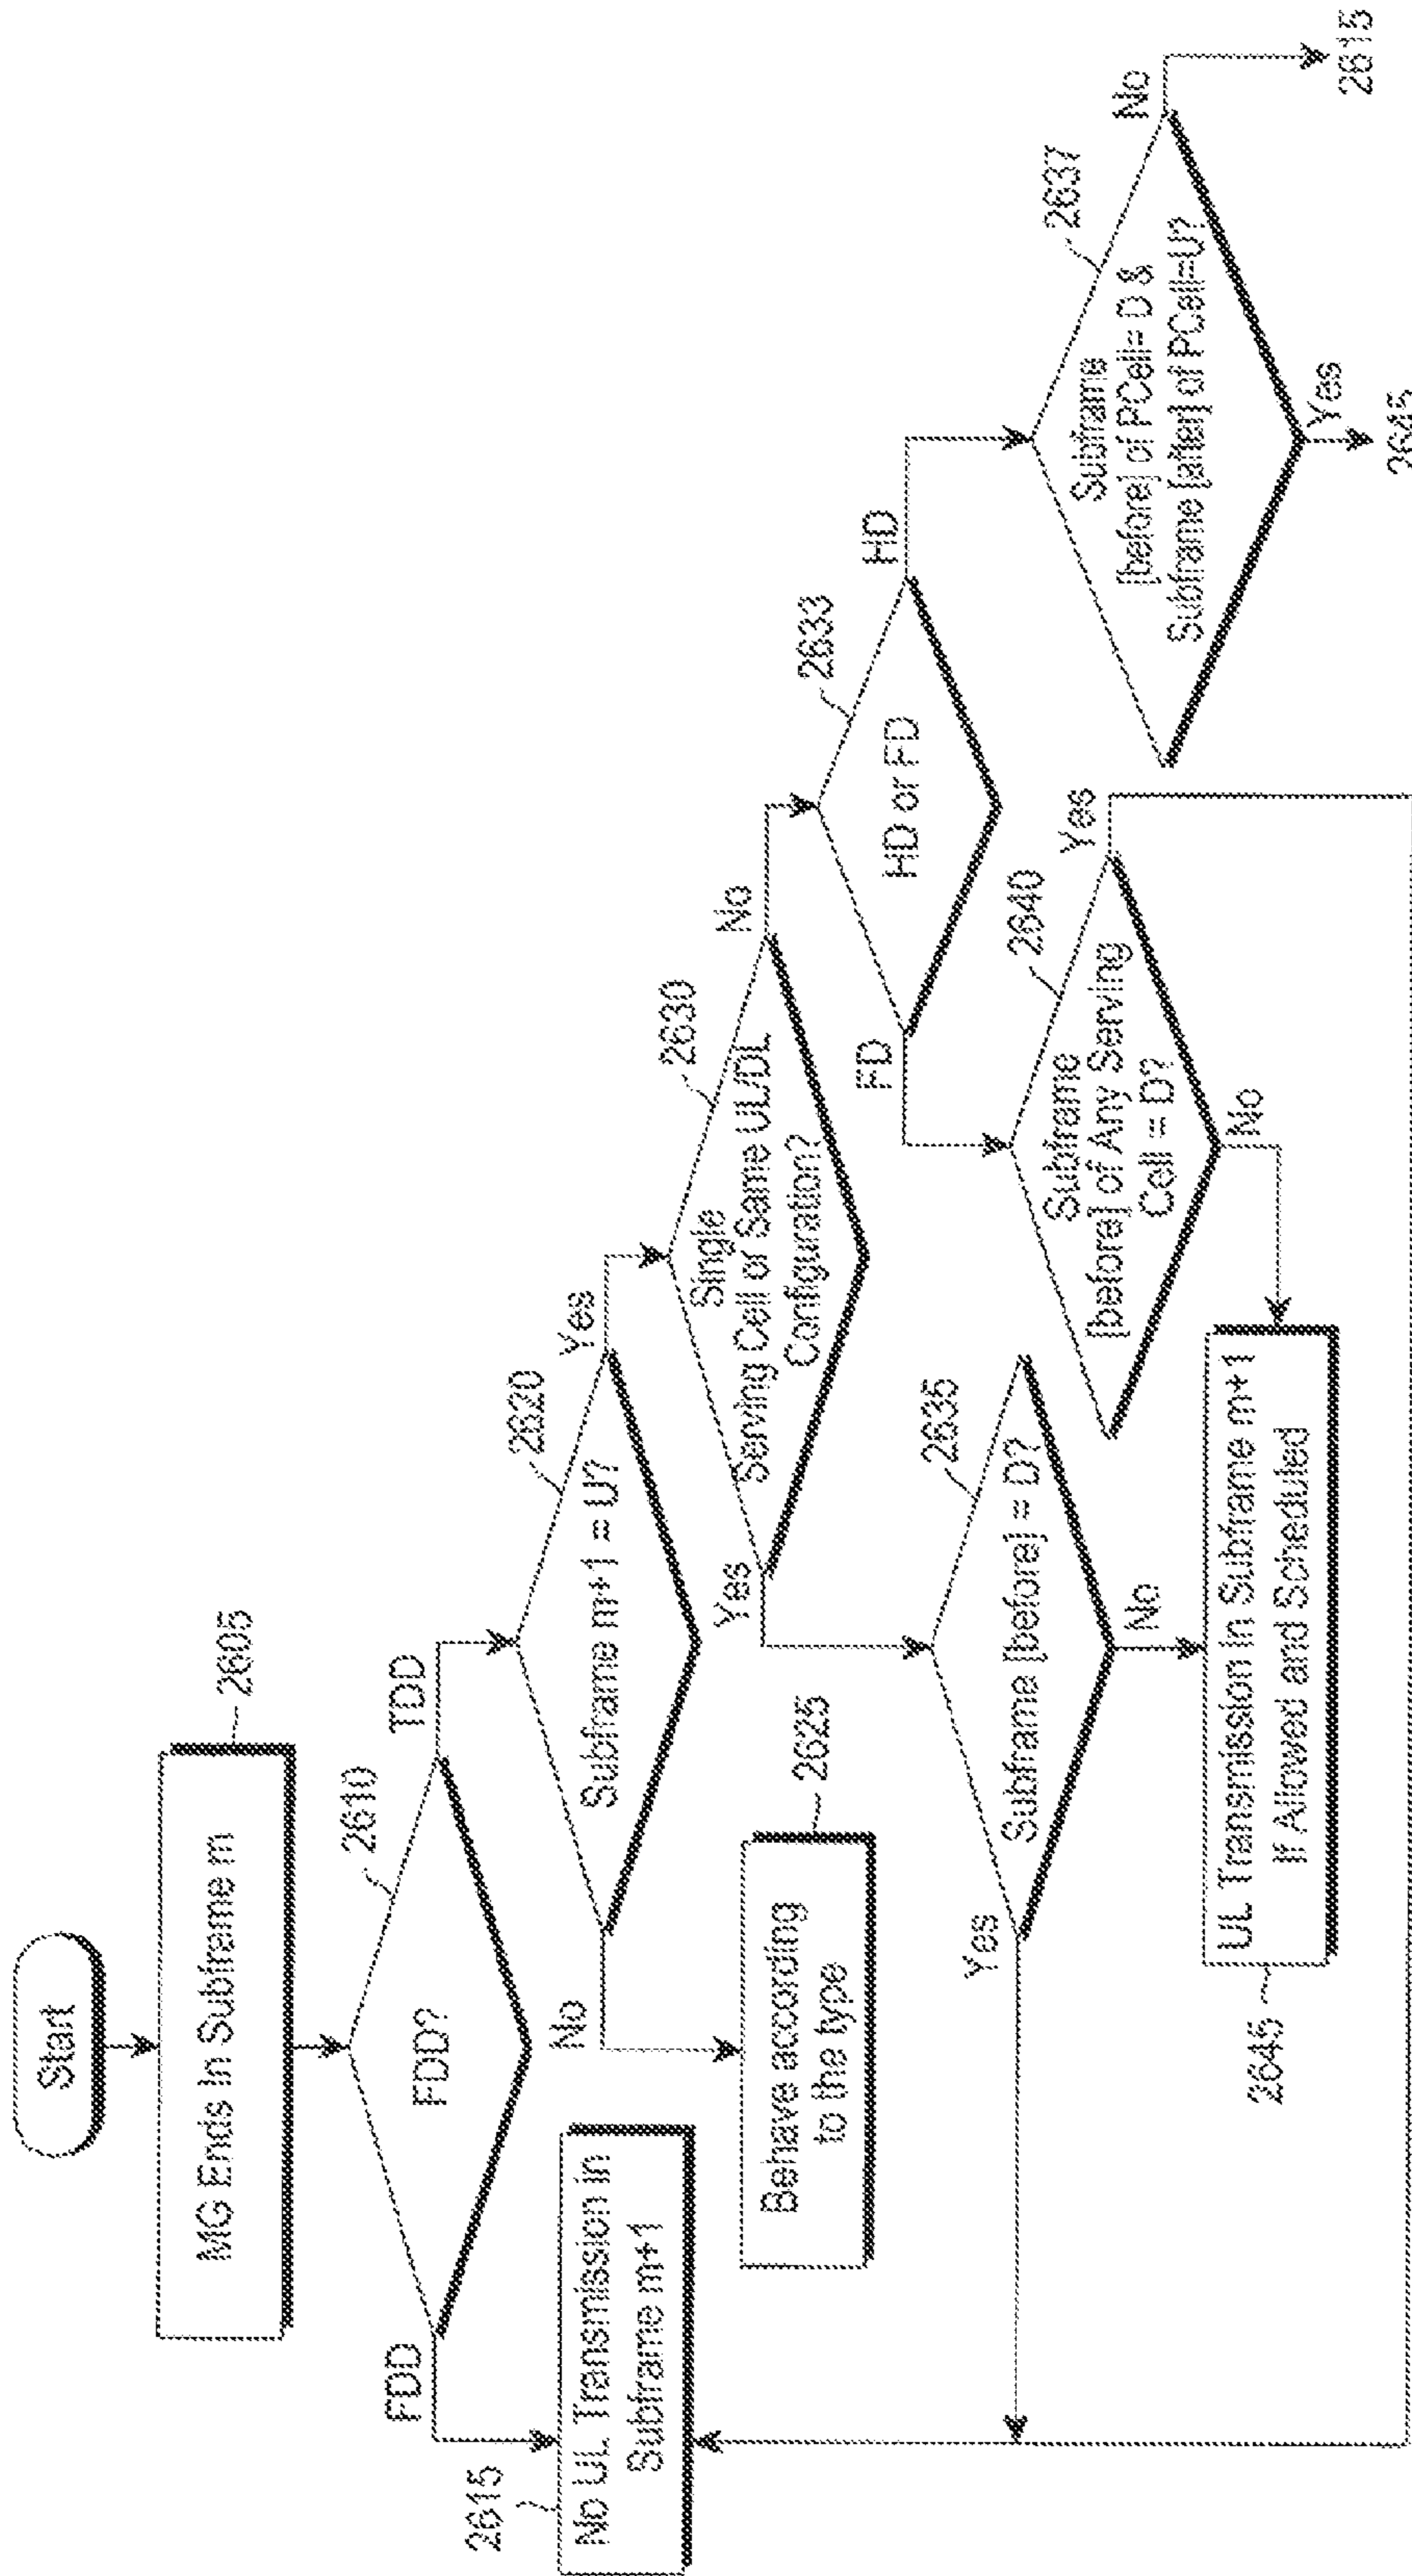 Start
MG Ends In Subframe m
2605
FDD?
2610
FDD
TDD
2615
No UL Transmission in
Subframe m+1
Subframe m+1 = U?
2620
No
Yes
Behave according
to the type
2625
Single
Serving Cell or Same UL/DL
Configuration?
2630
Yes
No
HD or FD
2633
FD
HD
Subframe [before] = D?
2635
Yes
No
Subframe
[before] of Any Serving
Cell = D?
2640
Yes
No
Subframe
[before] of PCell= D &
Subframe [after] of PCell=U?
2637
No
2615
Yes
2645
UL Transmission in Subframe m+1
If Allowed and Scheduled
2645